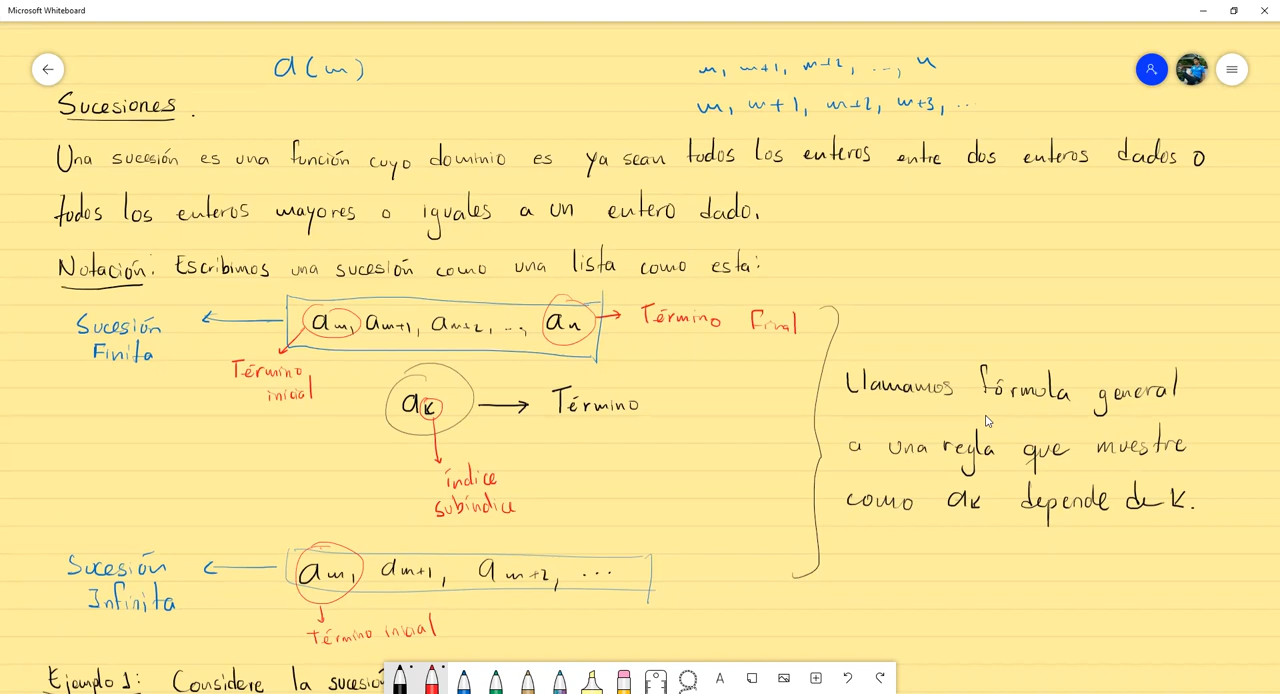 Microsoft Whiteboard
a(m)
m, m+1, m+2, ..., n
Sucesiones.
m, m+1, m+2, m+3, ...
Una sucesión es una función cuyo dominio es ya sean todos los enteros entre dos enteros dados o
todos los enteros mayores o iguales a un entero dado.
Notación: Escribimos una sucesión como una lista como esta:
Sucesión
Finita
am, am+1, am+2, ..., an
Término Final
Término
inicial
ak
Término
índice
subíndice
Llamamos fórmula general
a una regla que muestre
como ak depende de k.
Sucesión
Infinita
am, am+1, am+2, ...
Término inicial
Ejemplo 1: Considere la sucesión
A